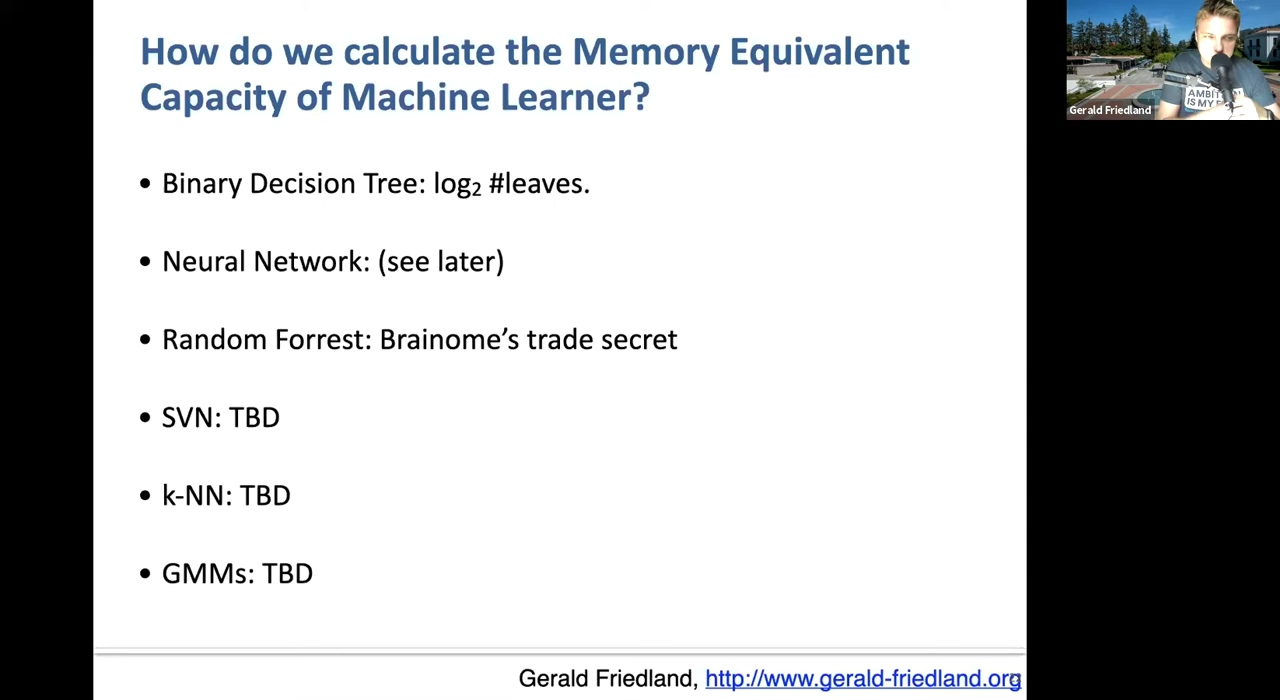 How do we calculate the Memory Equivalent
Capacity of Machine Learner?
• Binary Decision Tree: log₂ #leaves.
• Neural Network: (see later)
• Random Forrest: Brainome’s trade secret
• SVN: TBD
• k-NN: TBD
• GMMs: TBD
Gerald Friedland, http://www.gerald-friedland.org
Gerald Friedland
IS MY